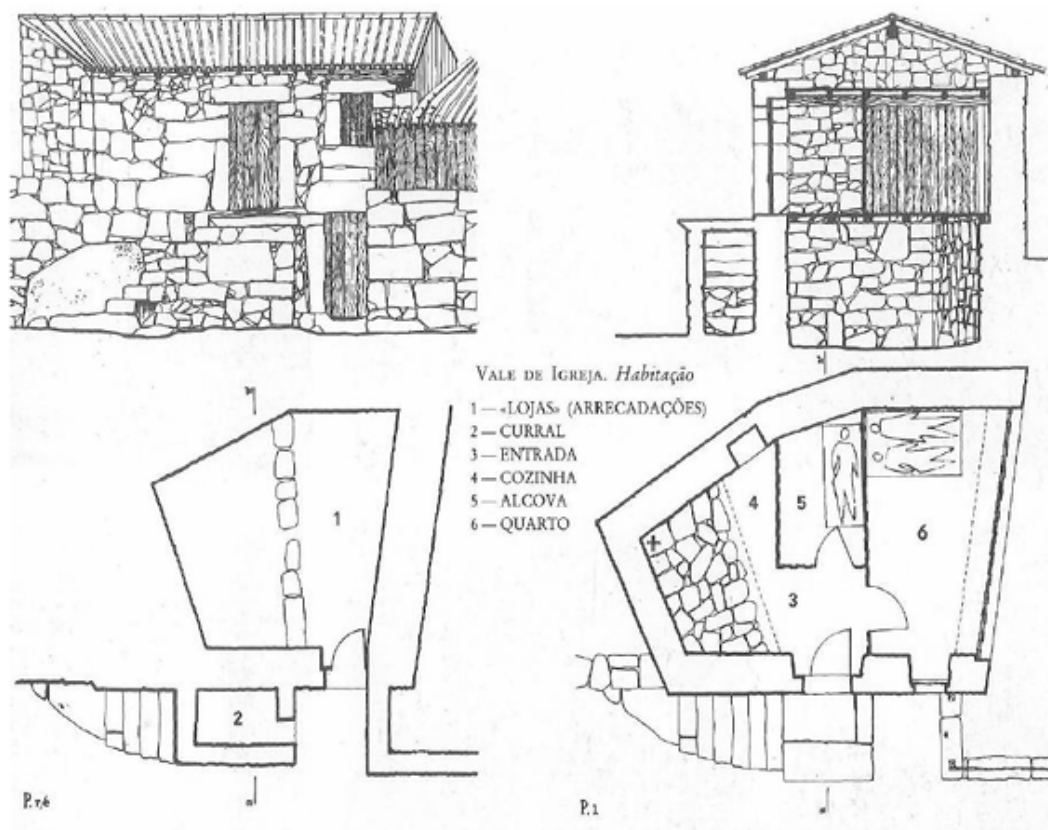 VALE DE IGREJA. Habitação
1 — «LOJAS» (ARRECADAÇÕES)
2 — CURRAL
3 — ENTRADA
4 — COZINHA
5 — ALCOVA
6 — QUARTO
1
2
4
5
6
3
P. r/c
P. 1